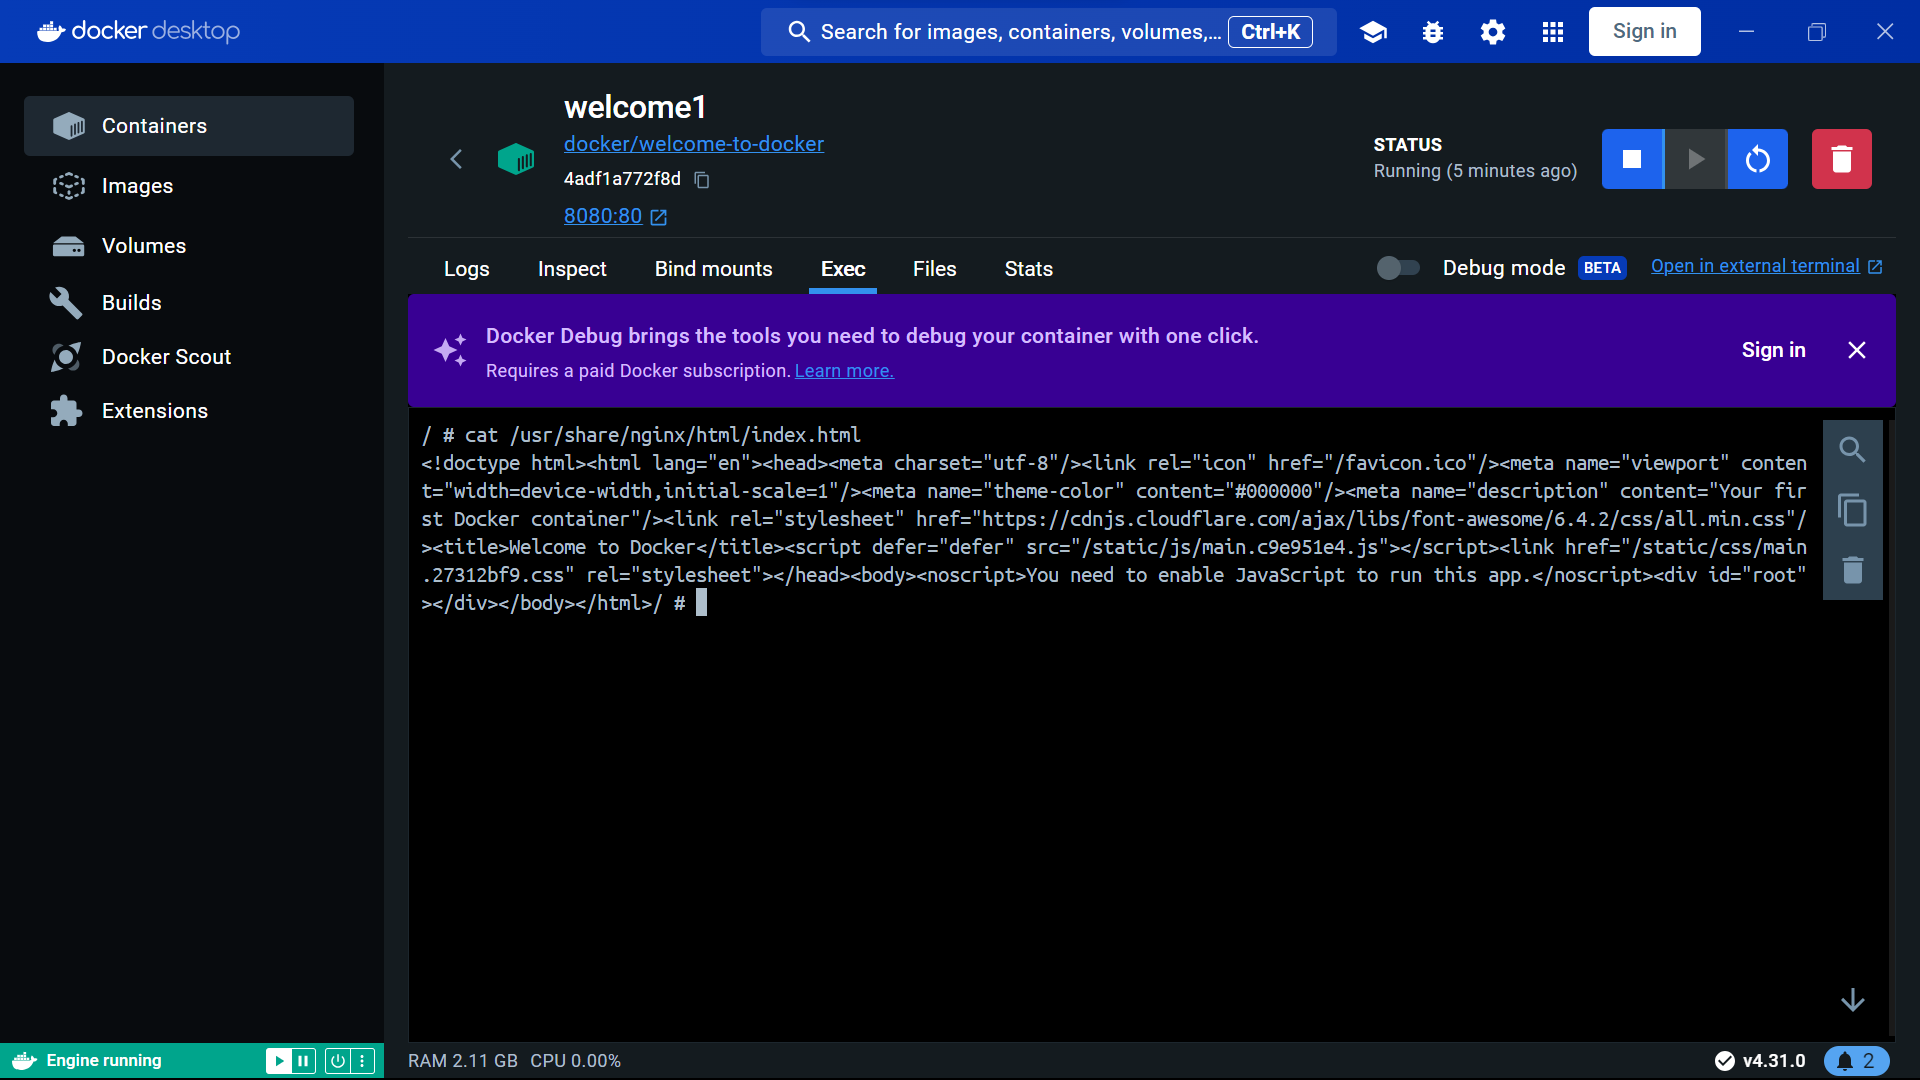 docker desktop
Search for images, containers, volumes,... Ctrl+K
Sign in
Containers
Images
Volumes
Builds
Docker Scout
Extensions
welcome1
docker/welcome-to-docker
4adf1a772f8d
8080:80
STATUS
Running (5 minutes ago)
Logs Inspect Bind mounts Exec Files Stats
Debug mode BETA Open in external terminal
Docker Debug brings the tools you need to debug your container with one click.
Requires a paid Docker subscription. Learn more.
Sign in
/ # cat /usr/share/nginx/html/index.html
<!doctype html><html lang="en"><head><meta charset="utf-8"/><link rel="icon" href="/favicon.ico"/><meta name="viewport" conten
t="width=device-width,initial-scale=1"/><meta name="theme-color" content="#000000"/><meta name="description" content="Your fir
st Docker container"/><link rel="stylesheet" href="https://cdnjs.cloudflare.com/ajax/libs/font-awesome/6.4.2/css/all.min.css"/
><title>Welcome to Docker</title><script defer="defer" src="/static/js/main.c9e951e4.js"></script><link href="/static/css/main
.27312bf9.css" rel="stylesheet"></head><body><noscript>You need to enable JavaScript to run this app.</noscript><div id="root"
></div></body></html>/ #
Engine running
RAM 2.11 GB CPU 0.00%
v4.31.0
2